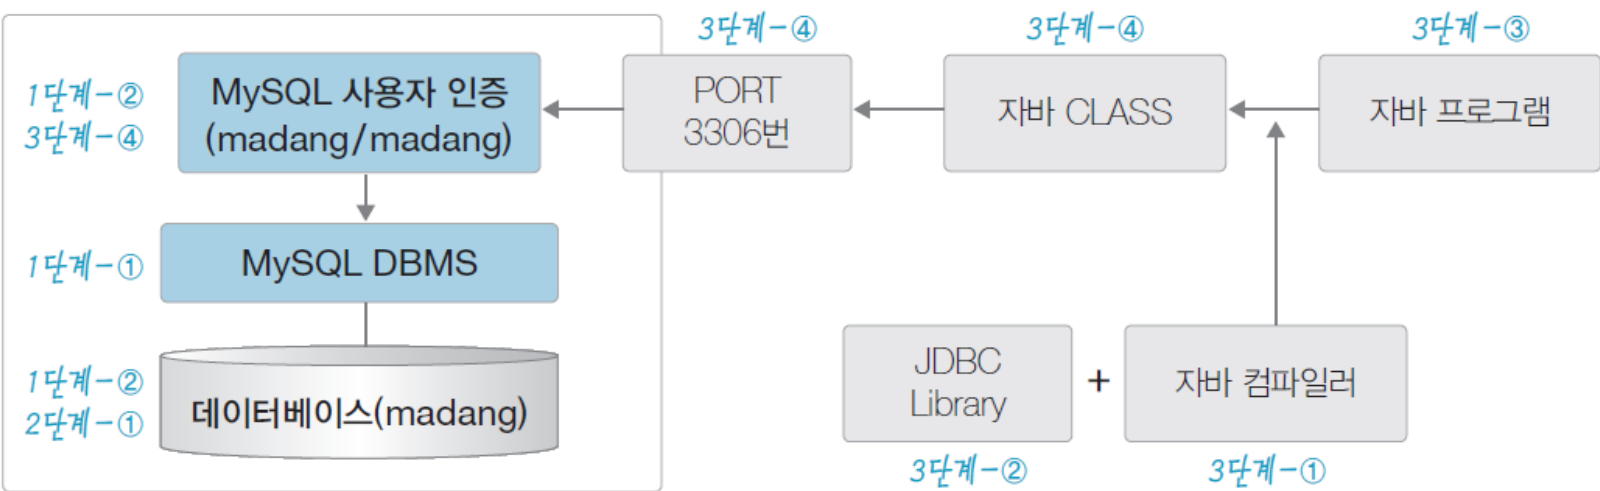 3단계-④
3단계-④
3단계-③
1단계-②
3단계-④
MySQL 사용자 인증
(madang/madang)
PORT
3306번
자바 CLASS
자바 프로그램
1단계-①
MySQL DBMS
1단계-②
2단계-①
데이터베이스(madang)
JDBC
Library
+
자바 컴파일러
3단계-②
3단계-①